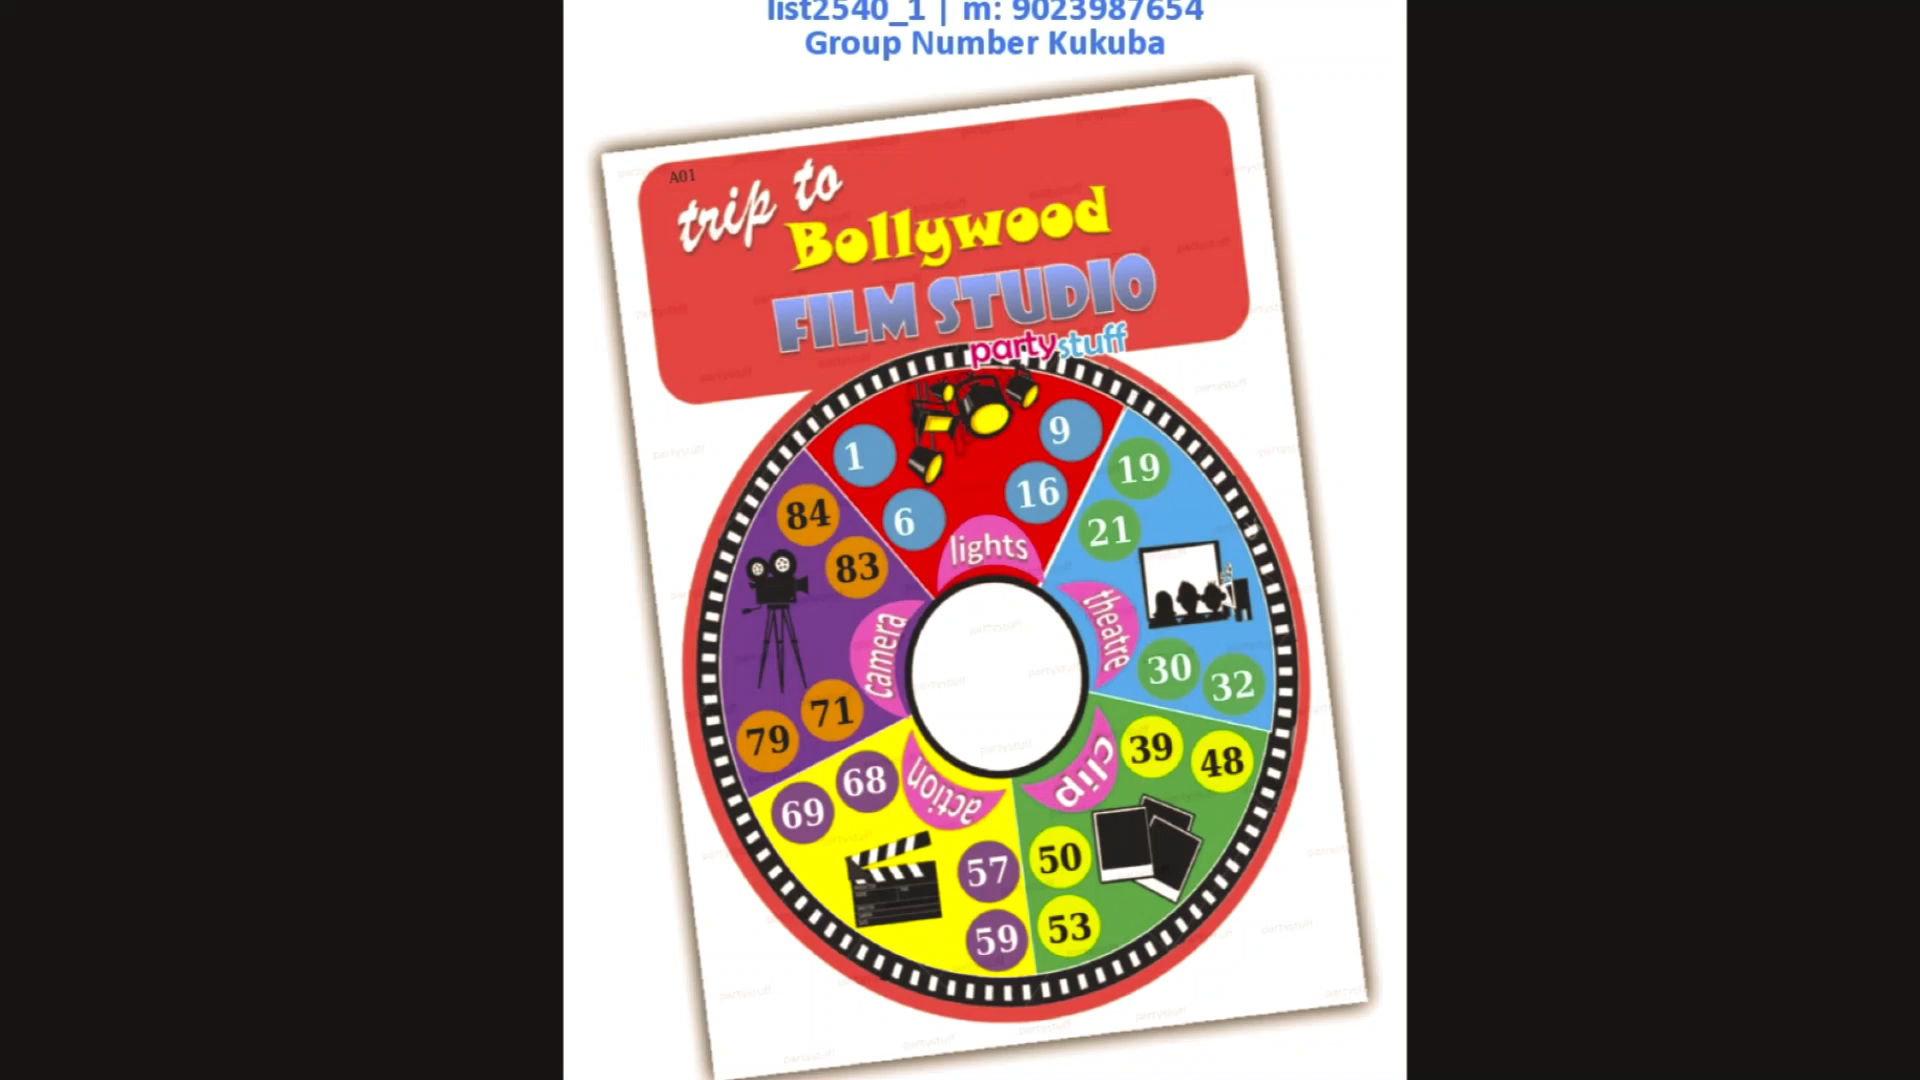 list2540_1 | m: 9023987654
Group Number Kukuba
A01
trip to
Bollywood
FILM STUDIO
partystuff
1
9
6
16
lights
19
21
theatre
30
32
39
48
clip
50
53
57
59
action
68
69
71
79
camera
83
84